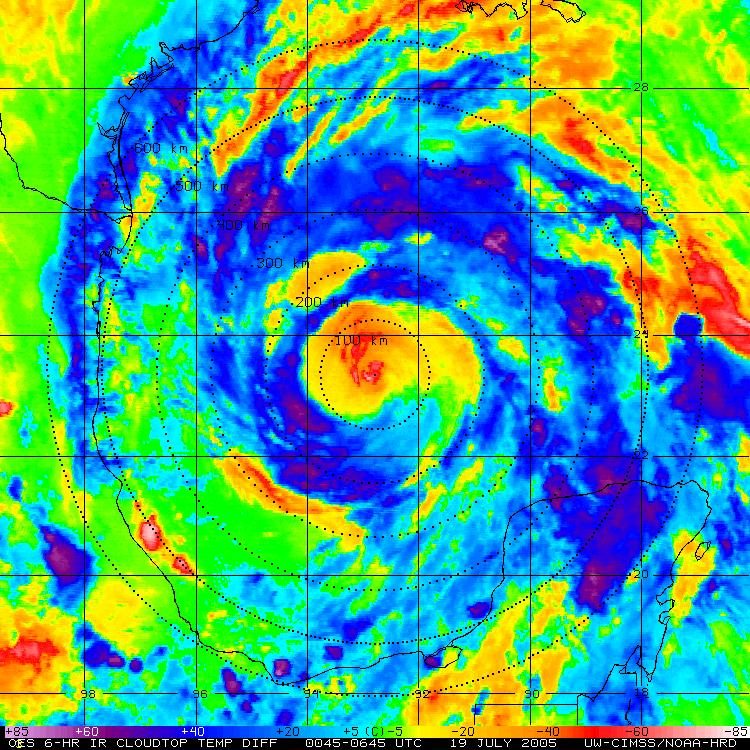 28
600 km
500 km
26
400 km
300 km
200 km
24
100 km
22
20
98 96 94 92 90 88
18
+85 +60 +40 +20 +5 (C)-5 -20 -40 -60 -85
GOES 6-HR IR CLOUDTOP TEMP DIFF 0045-0645 UTC 19 JULY 2005 UW-CIMSS/NOAA-HRD